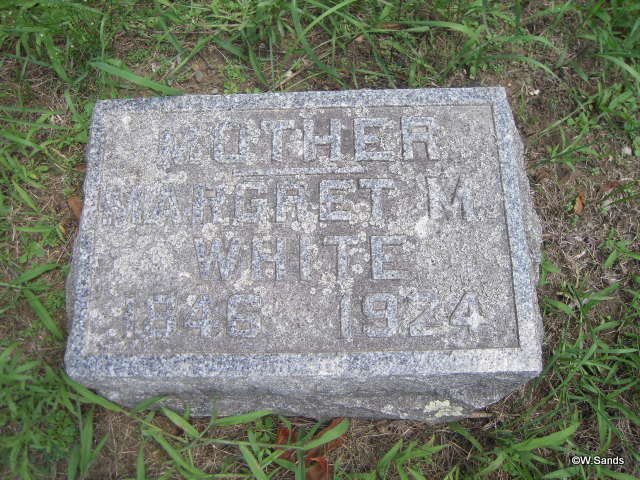 MOTHER
MARGRET M.
WHITE
1846 1924
©W.Sands